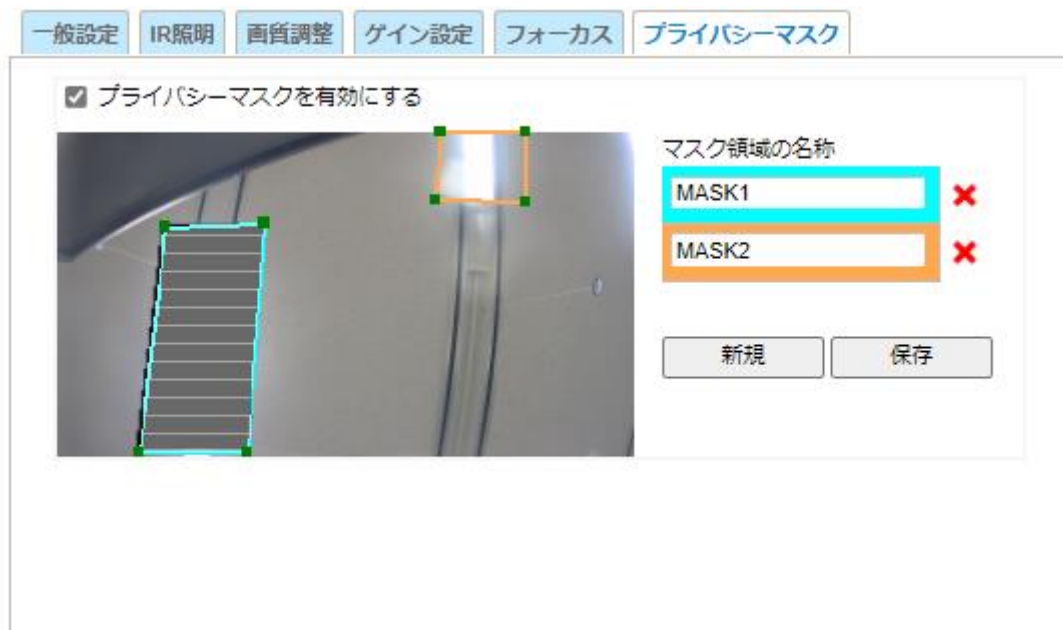 一般設定 IR照明 画質調整 ゲイン設定 フォーカス プライバシーマスク
プライバシーマスクを有効にする
マスク領域の名称
MASK1
MASK2
新規 保存